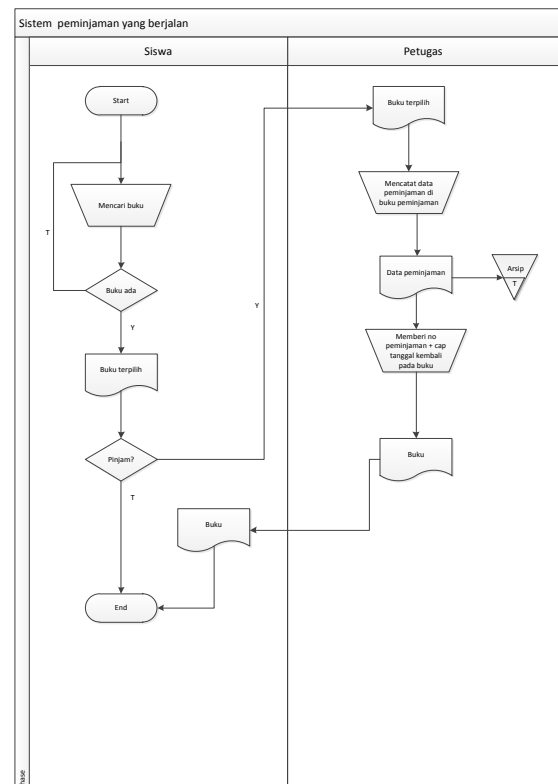 Sistem  peminjaman yang berjalan
Siswa
Petugas
Start
Mencari buku
T
Buku ada
Y
Buku terpilih
Pinjam?
T
Y
Buku
End
Buku terpilih
Mencatat data
peminjaman di
buku peminjaman
Data peminjaman
Arsip
T
Memberi no
peminjaman + cap
tanggal kembali
pada buku
Buku